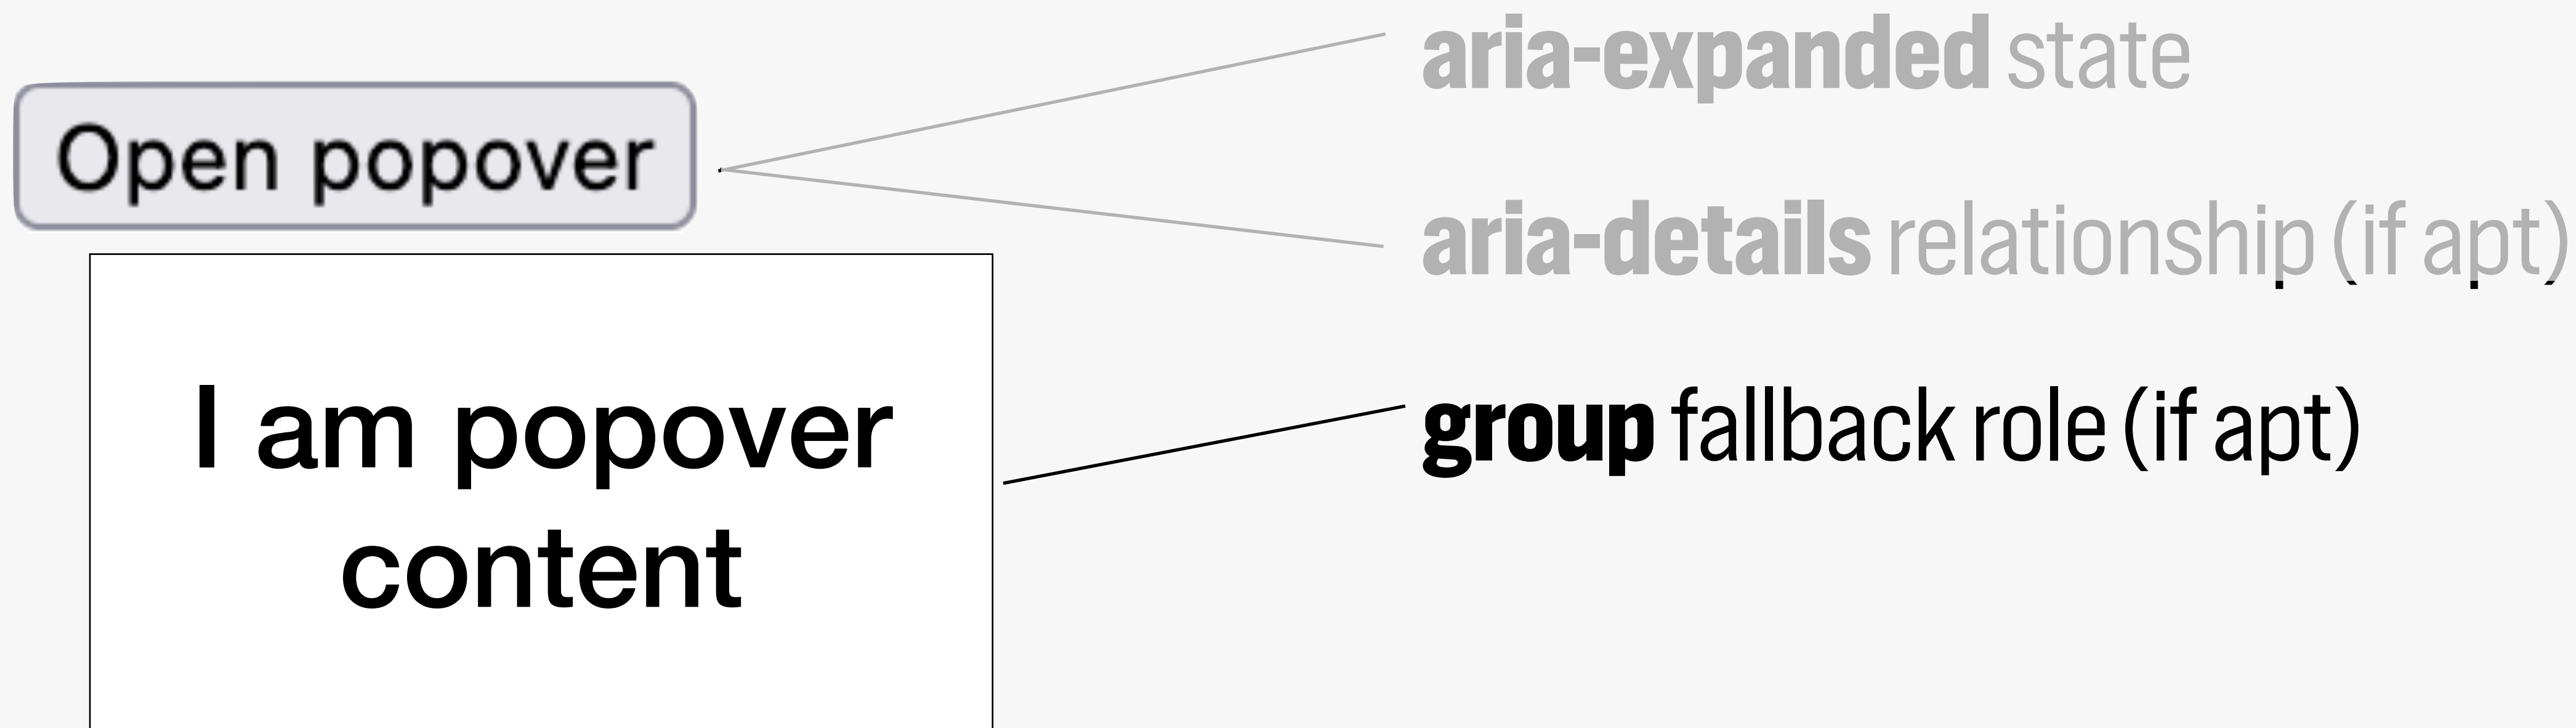 aria-expanded state
Open popover
aria-details relationship (if apt)
I am popover
content
group fallback role (if apt)